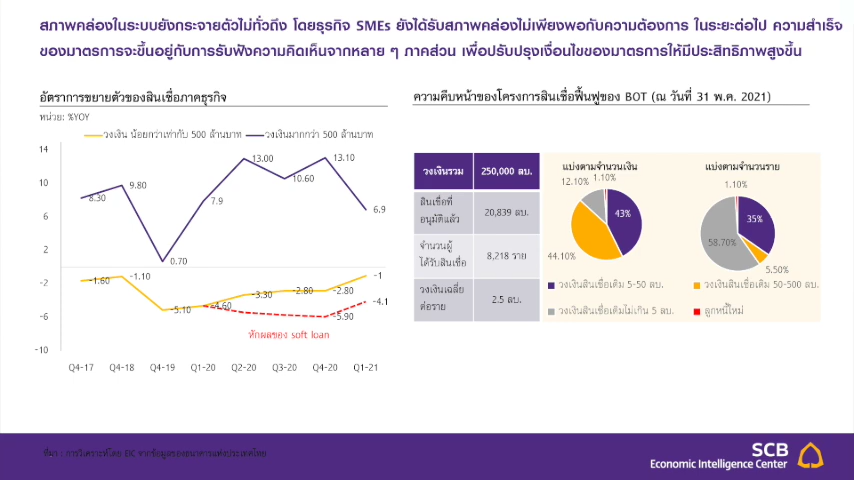 สภาพคล่องในระบบยังกระจายตัวไม่ทั่วถึง โดยธุรกิจ SMEs ยังได้รับสภาพคล่องไม่เพียงพอกับความต้องการ ในระยะต่อไป ความสำเร็จ
ของมาตรการจะขึ้นอยู่กับการรับฟังความคิดเห็นจากหลาย ๆ ภาคส่วน เพื่อปรับปรุงเงื่อนไขของมาตรการให้มีประสิทธิภาพสูงขึ้น
อัตราการขยายตัวของสินเชื่อภาคธุรกิจ
หน่วย: %YOY
วงเงิน น้อยกว่าเท่ากับ 500 ล้านบาท
วงเงินมากกว่า 500 ล้านบาท
14
10
6
2
-2
-6
-10
8.30
9.80
0.70
7.9
13.00
10.60
13.10
6.9
-1.60
-1.10
-5.10
-4.60
-3.30
-2.80
-2.80
-1
-5.90
-4.1
หักผลของ soft loan
Q4-17 Q4-18 Q4-19 Q1-20 Q2-20 Q3-20 Q4-20 Q1-21
ความคืบหน้าของโครงการสินเชื่อฟื้นฟูของ BOT (ณ วันที่ 31 พ.ค. 2021)
วงเงินรวม 250,000 ลบ.
สินเชื่อที่
อนุมัติแล้ว
20,839 ลบ.
จำนวนผู้
ได้รับสินเชื่อ
8,218 ราย
วงเงินเฉลี่ย
ต่อราย
2.5 ลบ.
แบ่งตามจำนวนเงิน
12.10% 1.10%
43%
44.10%
แบ่งตามจำนวนราย
1.10%
35%
58.70%
5.50%
วงเงินสินเชื่อเดิม 5-50 ลบ.
วงเงินสินเชื่อเดิม 50-500 ลบ.
วงเงินสินเชื่อเดิมไม่เกิน 5 ลบ.
ลูกหนี้ใหม่
ที่มา : การวิเคราะห์โดย EIC จากข้อมูลของธนาคารแห่งประเทศไทย
SCB
Economic Intelligence Center